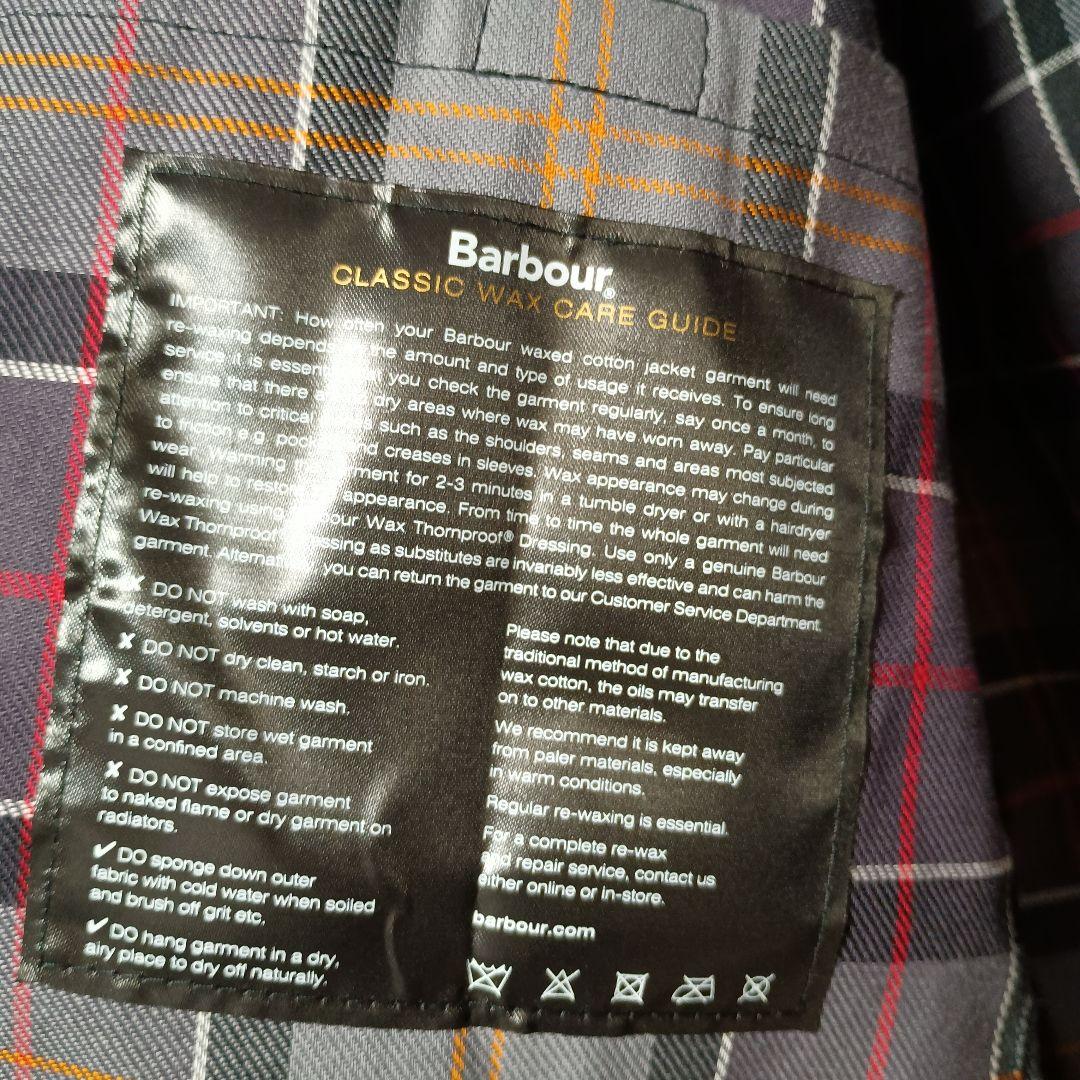 Barbour®
CLASSIC WAX CARE GUIDE
IMPORTANT: How often your Barbour waxed cotton jacket garment will need
re-waxing depends the amount and type of usage it receives. To ensure long
service it is essential you check the garment regularly, say once a month, to
ensure that there dry areas where wax may have worn away. Pay particular
attention to critical such as the shoulders, seams and areas most subjected
to friction e.g. pockets and creases in sleeves. Wax appearance may change during
wear, warming garment for 2-3 minutes in a tumble dryer or with a hairdryer
will help to restore appearance. From time to time the whole garment will need
re-waxing using Barbour Wax Thornproof® Dressing. Use only a genuine Barbour
Wax Thornproof Dressing as substitutes are invariably less effective and can harm the
garment. Alternatively you can return the garment to our Customer Service Department.
✗ DO NOT wash with soap,
detergent, solvents or hot water.
✗ DO NOT dry clean, starch or iron.
✗ DO NOT machine wash.
✗ DO NOT store wet garment
in a confined area.
✗ DO NOT expose garment
to naked flame or dry garment on
radiators.
✔ DO sponge down outer
fabric with cold water when soiled
and brush off grit etc.
✔ DO hang garment in a dry,
airy place to dry off naturally.
Please note that due to the
traditional method of manufacturing
wax cotton, the oils may transfer
on to other materials.
We recommend it is kept away
from paler materials, especially
in warm conditions.
Regular re-waxing is essential.
For a complete re-wax
and repair service, contact us
either online or in-store.
barbour.com